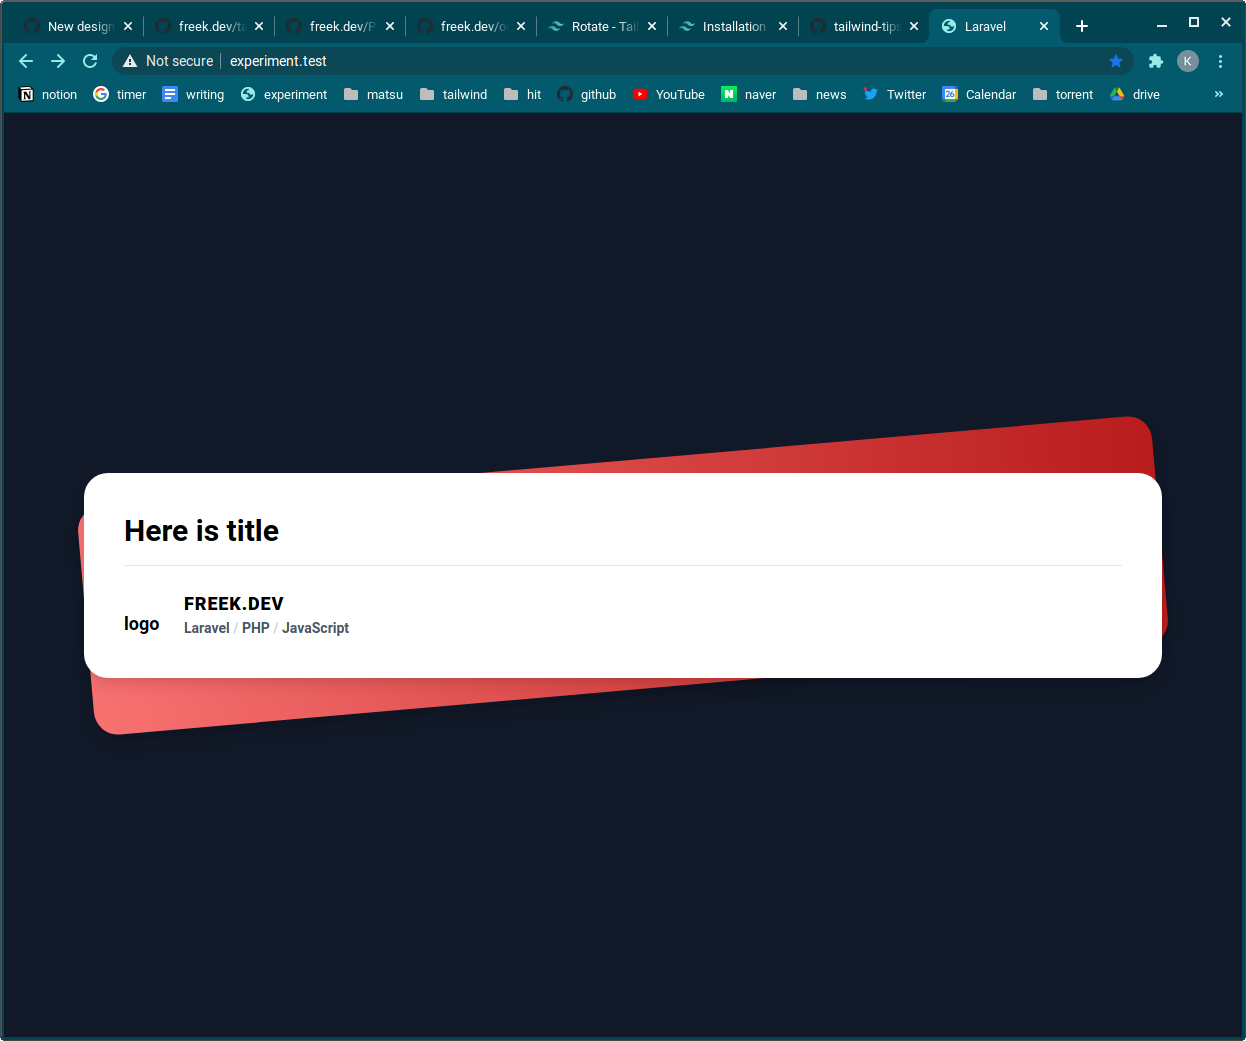 New design
freek.dev/ta
freek.dev/P
freek.dev/o
Rotate - Tail
Installation
tailwind-tips
Laravel
Not secure experiment.test
K
notion timer writing experiment matsu tailwind hit github YouTube N naver news Twitter 26 Calendar torrent drive »
Here is title
logo
FREEK.DEV
Laravel / PHP / JavaScript